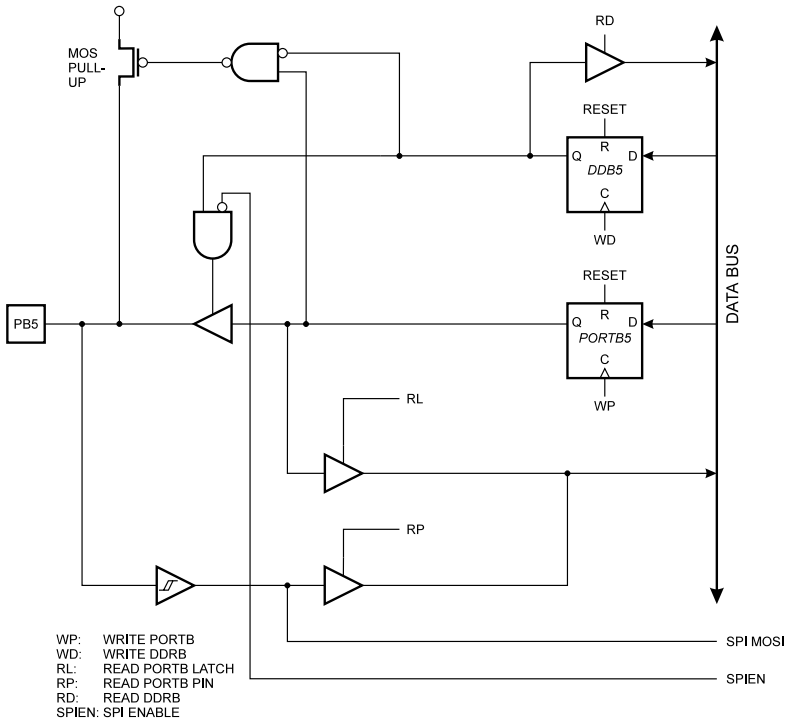 RD
MOS
PULL-
UP
RESET
R
Q
D
DDB5
C
WD
RESET
R
PB5
Q
D
PORTB5
C
WP
DATA BUS
RL
RP
SPI MOSI
SPIEN
WP: WRITE PORTB
WD: WRITE DDRB
RL: READ PORTB LATCH
RP: READ PORTB PIN
RD: READ DDRB
SPIEN: SPI ENABLE